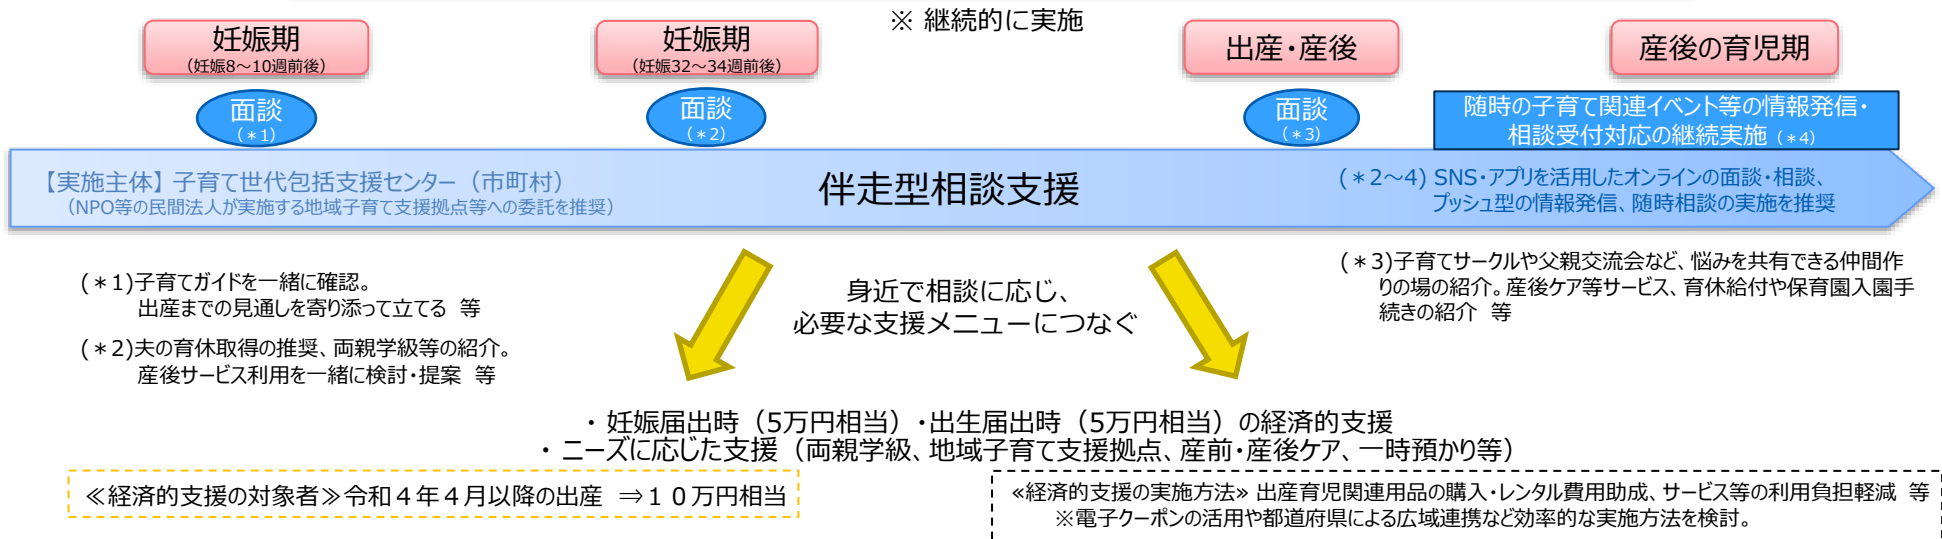 ※ 継続的に実施
妊娠期
（妊娠8～10週前後）
妊娠期
（妊娠32～34週前後）
出産・産後
産後の育児期
面談
（＊1）
面談
（＊2）
面談
（＊3）
随時の子育て関連イベント等の情報発信・
相談受付対応の継続実施（＊4）
【実施主体】子育て世代包括支援センター（市町村）
（NPO等の民間法人が実施する地域子育て支援拠点等への委託を推奨）
伴走型相談支援
（＊2～4）SNS・アプリを活用したオンラインの面談・相談、
プッシュ型の情報発信、随時相談の実施を推奨
(＊1)子育てガイドを一緒に確認。
出産までの見通しを寄り添って立てる 等
(＊2)夫の育休取得の推奨、両親学級等の紹介。
産後サービス利用を一緒に検討・提案 等
身近で相談に応じ、
必要な支援メニューにつなぐ
(＊3)子育てサークルや父親交流会など、悩みを共有できる仲間作
りの場の紹介。産後ケア等サービス、育休給付や保育園入園手
続きの紹介 等
・ 妊娠届出時（5万円相当）・出生届出時（5万円相当）の経済的支援
・ ニーズに応じた支援（両親学級、地域子育て支援拠点、産前・産後ケア、一時預かり等）
≪経済的支援の対象者≫令和４年４月以降の出産 ⇒１０万円相当
≪経済的支援の実施方法≫ 出産育児関連用品の購入・レンタル費用助成、サービス等の利用負担軽減 等
※電子クーポンの活用や都道府県による広域連携など効率的な実施方法を検討。